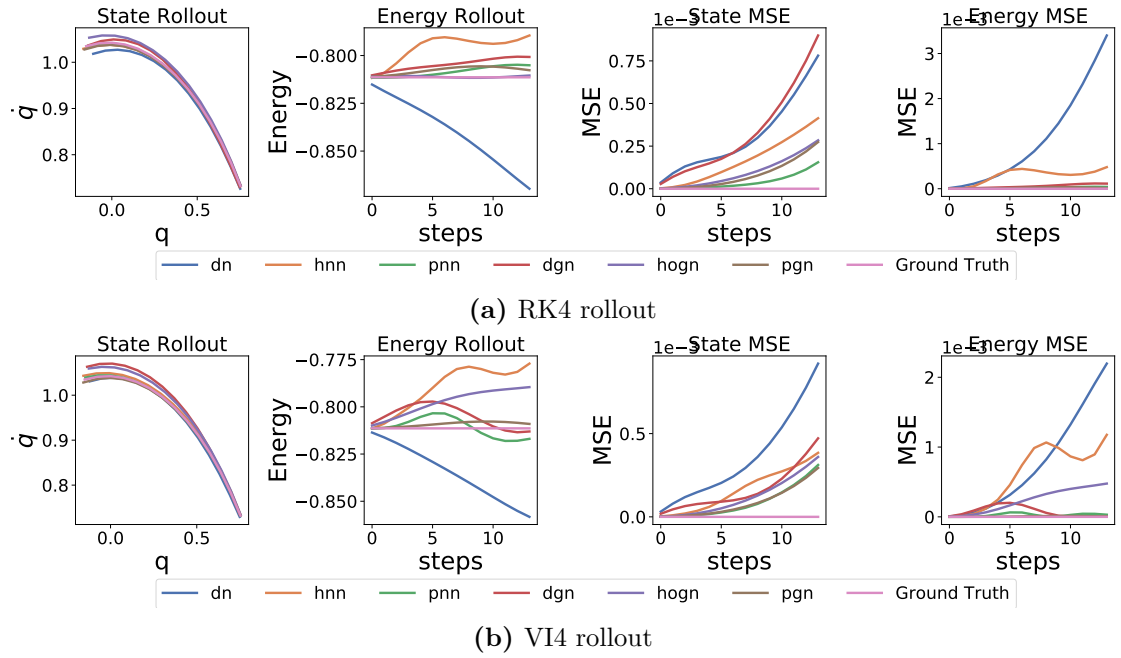 State Rollout
Energy Rollout
1e−3
State MSE
1e−3
Energy MSE
1.0
0.9
0.8
q̇
0.0
0.5
q
−0.800
−0.825
−0.850
Energy
0
5
10
steps
0.75
0.50
0.25
0.00
MSE
0
5
10
steps
3
2
1
0
MSE
0
5
10
steps
dn
hnn
pnn
dgn
hogn
pgn
Ground Truth
(a) RK4 rollout
State Rollout
Energy Rollout
1e−3
State MSE
1e−3
Energy MSE
1.0
0.9
0.8
q̇
0.0
0.5
q
−0.775
−0.800
−0.825
−0.850
Energy
0
5
10
steps
0.5
0.0
MSE
0
5
10
steps
2
1
0
MSE
0
5
10
steps
dn
hnn
pnn
dgn
hogn
pgn
Ground Truth
(b) VI4 rollout